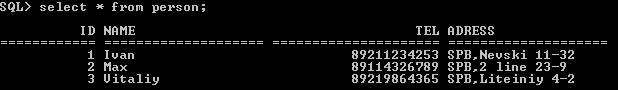 SQL> select * from person;
ID NAME TEL ADRESS
============ =============== ===================== ====================
1 Ivan 89211234253 SPB,Nevski 11-32
2 Max 89114326789 SPB,2 line 23-9
3 Vitaliy 89219864365 SPB,Liteiniy 4-2